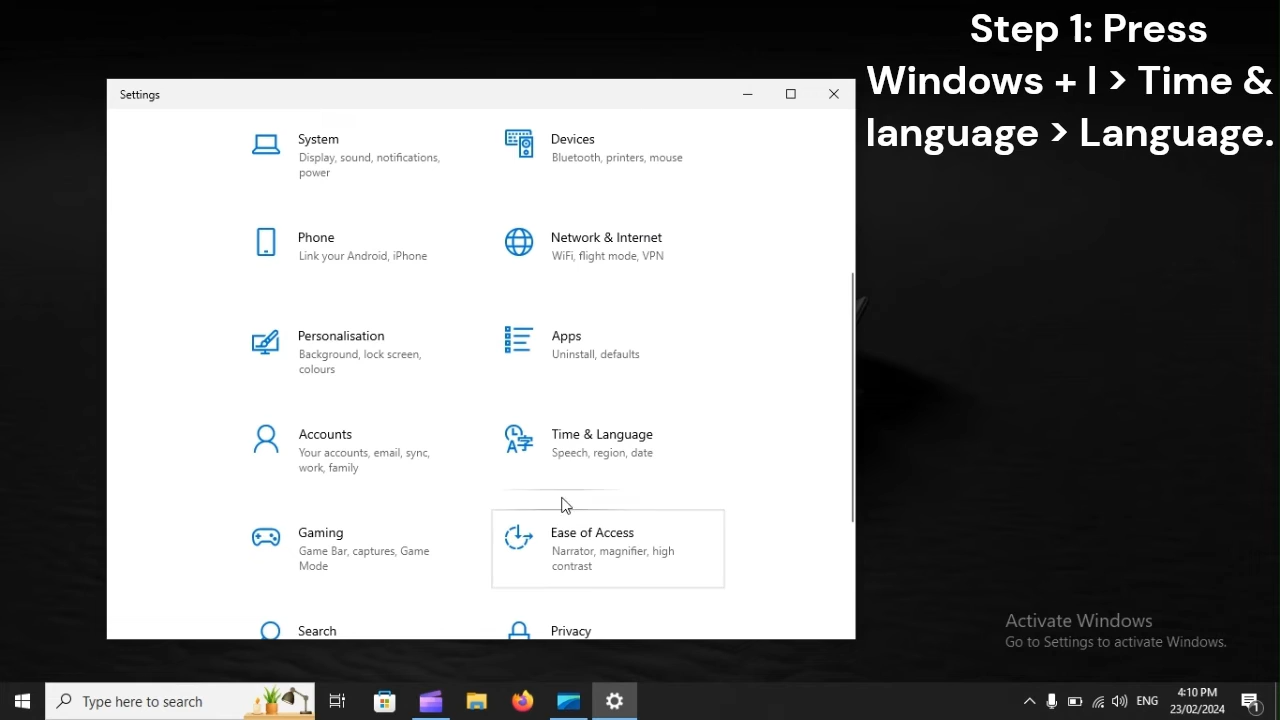 Step 1: Press
Windows + I > Time &
language > Language.
Settings
System
Display, sound, notifications,
power
Devices
Bluetooth, printers, mouse
Phone
Link your Android, iPhone
Network & Internet
WiFi, flight mode, VPN
Personalisation
Background, lock screen,
colours
Apps
Uninstall, defaults
Accounts
Your accounts, email, sync,
work, family
Time & Language
Speech, region, date
Gaming
Game Bar, captures, Game
Mode
Ease of Access
Narrator, magnifier, high
contrast
Search
Privacy
Activate Windows
Go to Settings to activate Windows.
Type here to search
ENG
4:10 PM
23/02/2024
1